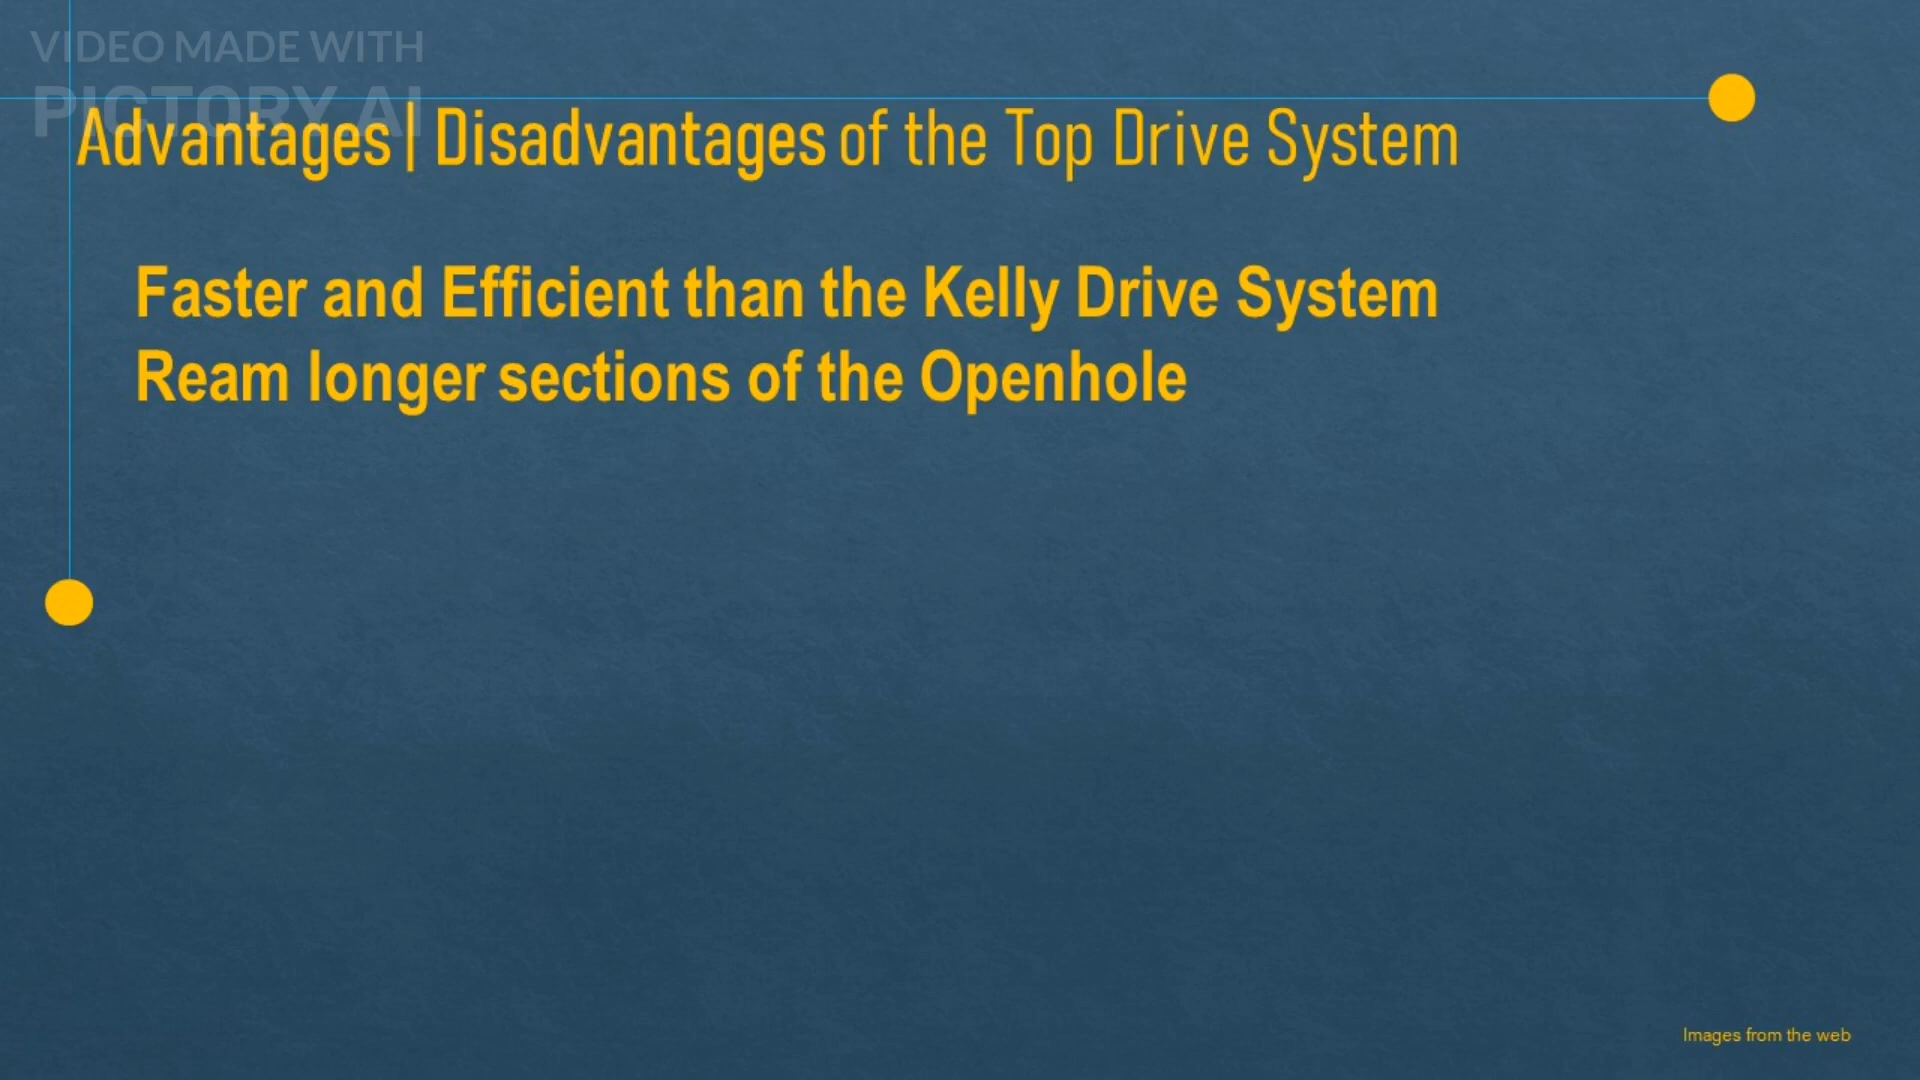 VIDEO MADE WITH
PICTORY AI
Advantages | Disadvantages of the Top Drive System
Faster and Efficient than the Kelly Drive System
Ream longer sections of the Openhole
Images from the web